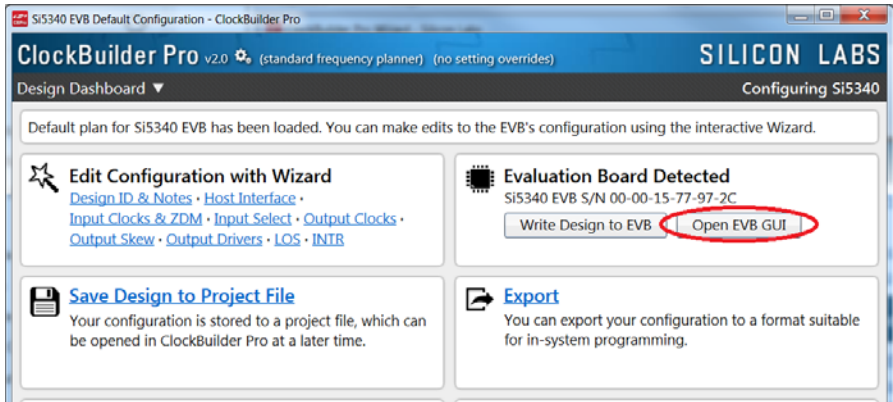 Si5340 EVB Default Configuration - ClockBuilder Pro
ClockBuilder Pro v2.0 (standard frequency planner) (no setting overrides)
SILICON LABS
Design Dashboard ▼
Configuring Si5340
Default plan for Si5340 EVB has been loaded. You can make edits to the EVB's configuration using the interactive Wizard.
Edit Configuration with Wizard
Design ID & Notes · Host Interface ·
Input Clocks & ZDM · Input Select · Output Clocks ·
Output Skew · Output Drivers · LOS · INTR
Evaluation Board Detected
Si5340 EVB S/N 00-00-15-77-97-2C
Write Design to EVB
Open EVB GUI
Save Design to Project File
Your configuration is stored to a project file, which can
be opened in ClockBuilder Pro at a later time.
Export
You can export your configuration to a format suitable
for in-system programming.